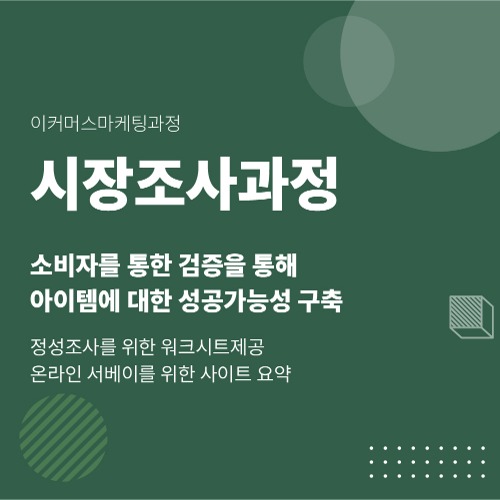 이커머스마케팅과정
시장조사과정
소비자를 통한 검증을 통해
아이템에 대한 성공가능성 구축
정성조사를 위한 워크시트제공
온라인 서베이를 위한 사이트 요약